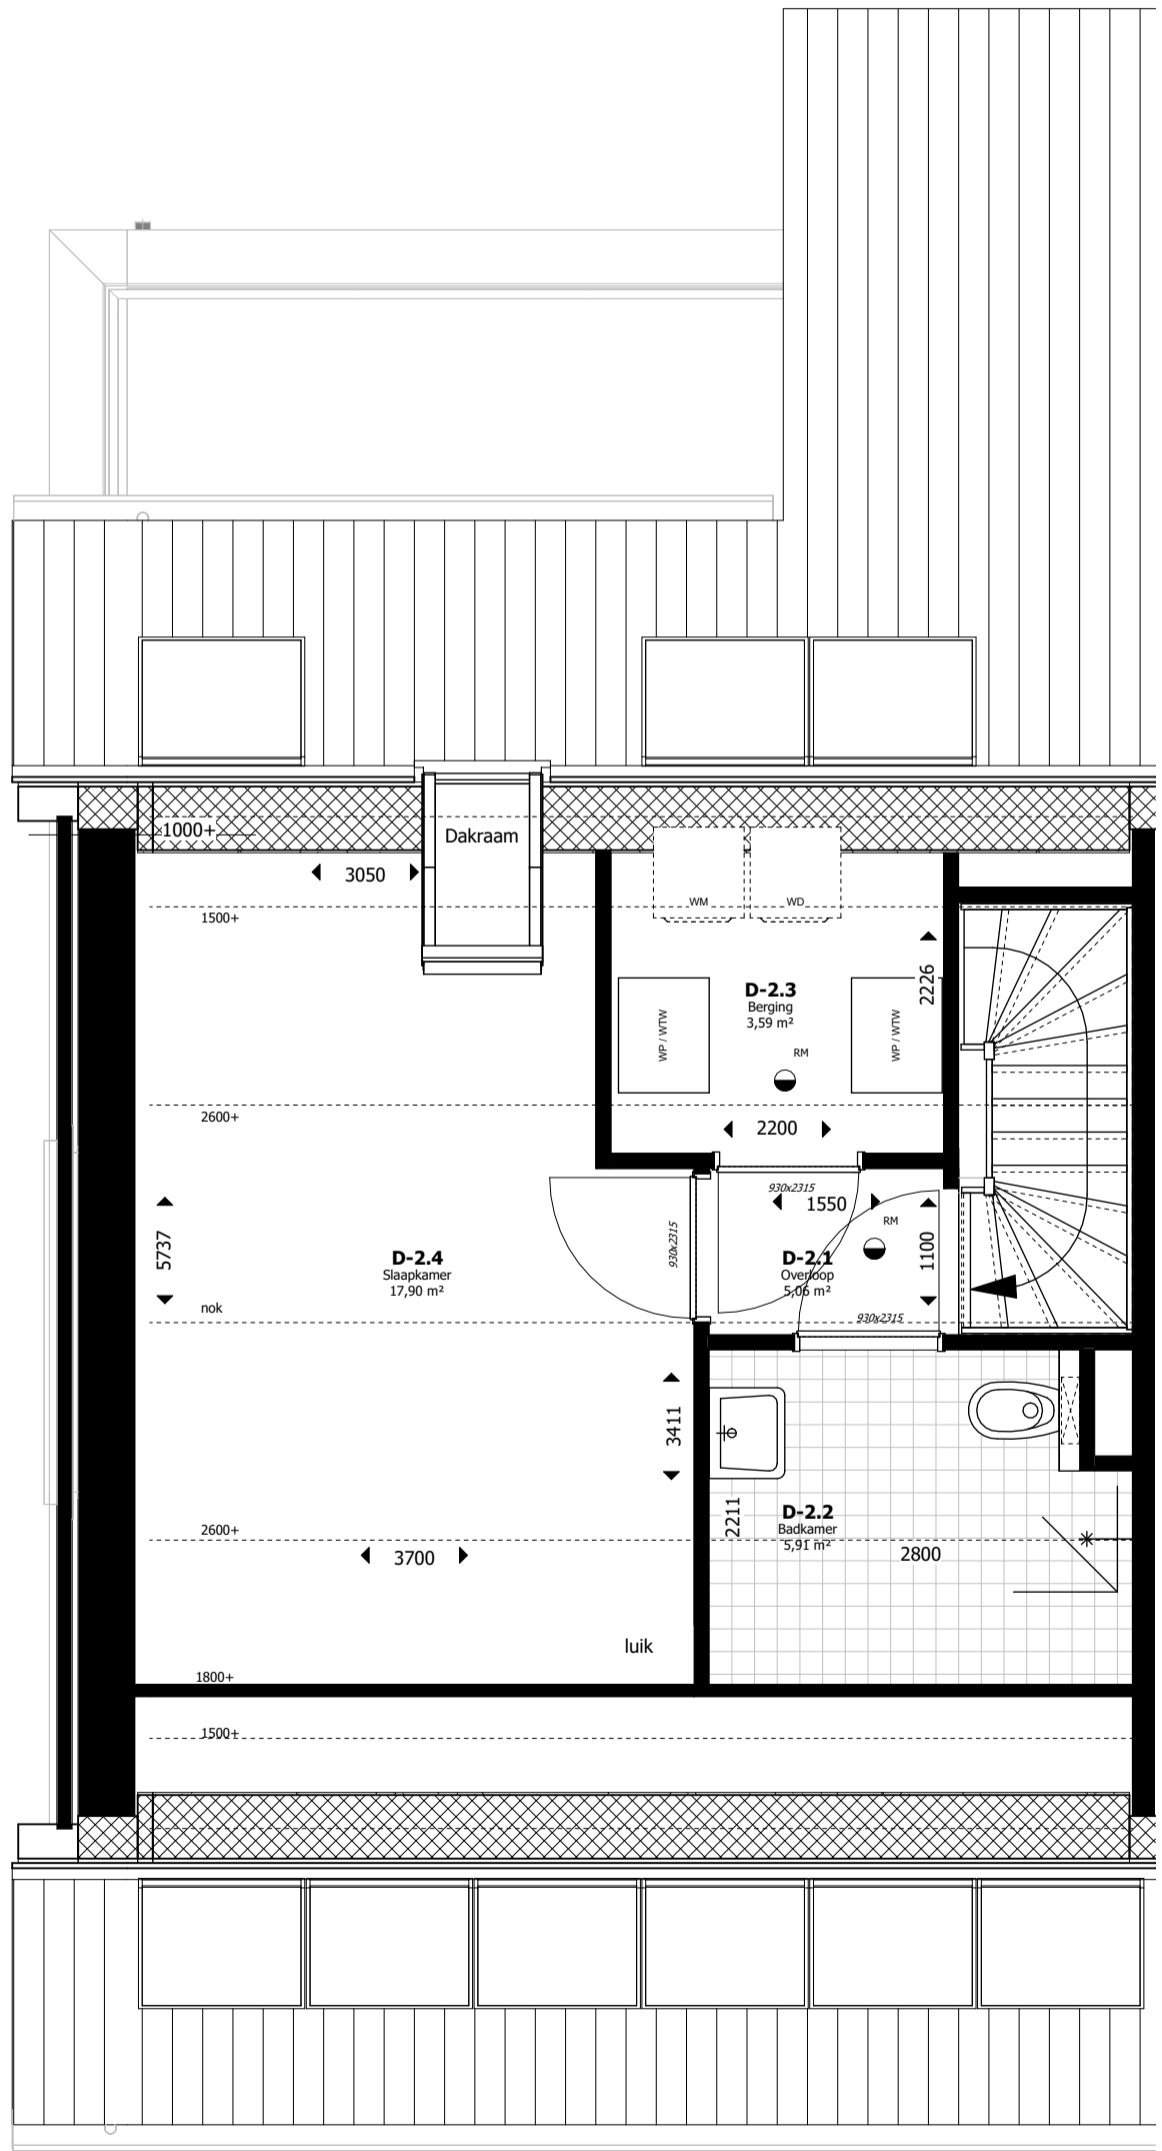 Dakraam
1000+
3050
1500+
WM
WD
2226
D-2.3
Berging
3,59 m²
WP / WTW
WP / WTW
RM
2600+
2200
930x2315
1550
RM
5737
930x2315
1100
D-2.4
Slaapkamer
17,90 m²
D-2.1
Overloop
5,06 m²
nok
930x2315
3411
2211
D-2.2
Badkamer
5,91 m²
2600+
3700
2800
luik
1800+
1500+